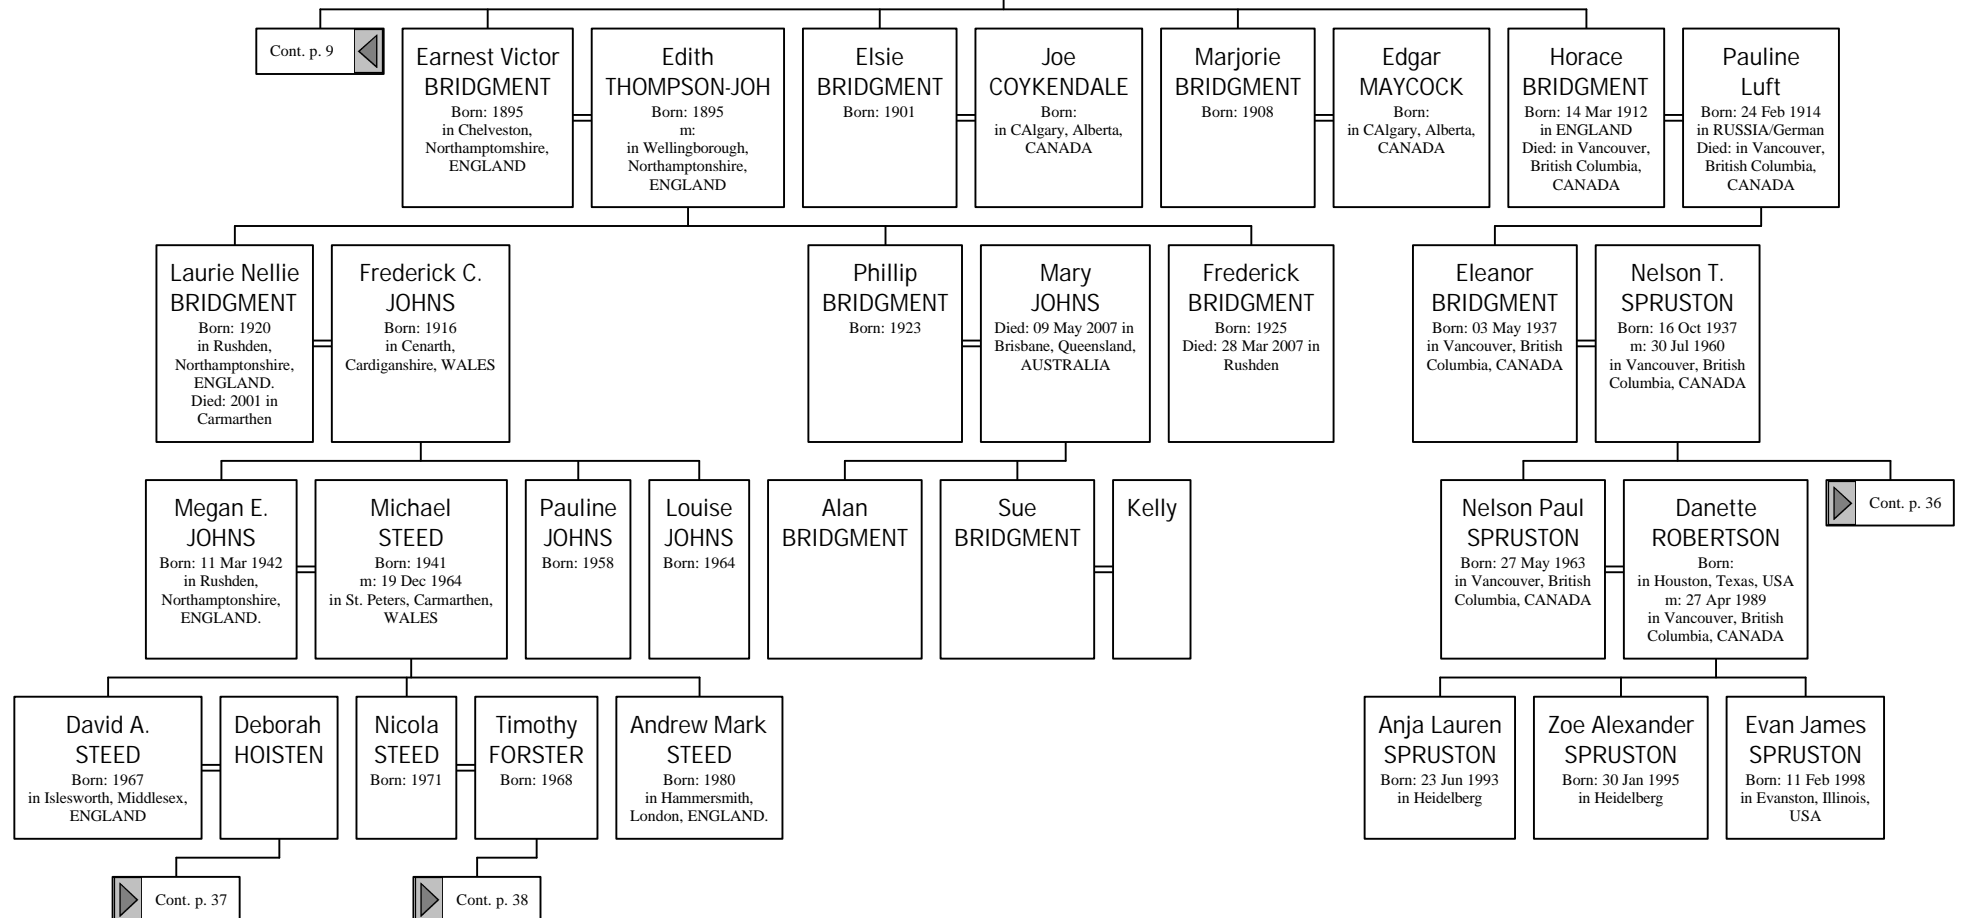 Cont. p. 9
Earnest Victor
BRIDGMENT
Born: 1895
in Chelveston,
Northamptomshire,
ENGLAND
Edith
THOMPSON-JOH
Born: 1895
m:
in Wellingborough,
Northamptonshire,
ENGLAND
Elsie
BRIDGMENT
Born: 1901
Joe
COYKENDALE
Born:
in CAlgary, Alberta,
CANADA
Marjorie
BRIDGMENT
Born: 1908
Edgar
MAYCOCK
Born:
in CAlgary, Alberta,
CANADA
Horace
BRIDGMENT
Born: 14 Mar 1912
in ENGLAND
Died: in Vancouver,
British Columbia,
CANADA
Pauline
Luft
Born: 24 Feb 1914
in RUSSIA/German
Died: in Vancouver,
British Columbia,
CANADA
Laurie Nellie
BRIDGMENT
Born: 1920
in Rushden,
Northamptonshire,
ENGLAND.
Died: 2001 in
Carmarthen
Frederick C.
JOHNS
Born: 1916
in Cenarth,
Cardiganshire, WALES
Phillip
BRIDGMENT
Born: 1923
Mary
JOHNS
Died: 09 May 2007 in
Brisbane, Queensland,
AUSTRALIA
Frederick
BRIDGMENT
Born: 1925
Died: 28 Mar 2007 in
Rushden
Eleanor
BRIDGMENT
Born: 03 May 1937
in Vancouver, British
Columbia, CANADA
Nelson T.
SPRUSTON
Born: 16 Oct 1937
m: 30 Jul 1960
in Vancouver, British
Columbia, CANADA
Megan E.
JOHNS
Born: 11 Mar 1942
in Rushden,
Northamptonshire,
ENGLAND.
Michael
STEED
Born: 1941
m: 19 Dec 1964
in St. Peters, Carmarthen,
WALES
Pauline
JOHNS
Born: 1958
Louise
JOHNS
Born: 1964
Alan
BRIDGMENT
Sue
BRIDGMENT
Kelly
Nelson Paul
SPRUSTON
Born: 27 May 1963
in Vancouver, British
Columbia, CANADA
Danette
ROBERTSON
Born:
in Houston, Texas, USA
m: 27 Apr 1989
in Vancouver, British
Columbia, CANADA
Cont. p. 36
David A.
STEED
Born: 1967
in Islesworth, Middlesex,
ENGLAND
Deborah
HOISTEN
Nicola
STEED
Born: 1971
Timothy
FORSTER
Born: 1968
Andrew Mark
STEED
Born: 1980
in Hammersmith,
London, ENGLAND.
Anja Lauren
SPRUSTON
Born: 23 Jun 1993
in Heidelberg
Zoe Alexander
SPRUSTON
Born: 30 Jan 1995
in Heidelberg
Evan James
SPRUSTON
Born: 11 Feb 1998
in Evanston, Illinois,
USA
Cont. p. 37
Cont. p. 38